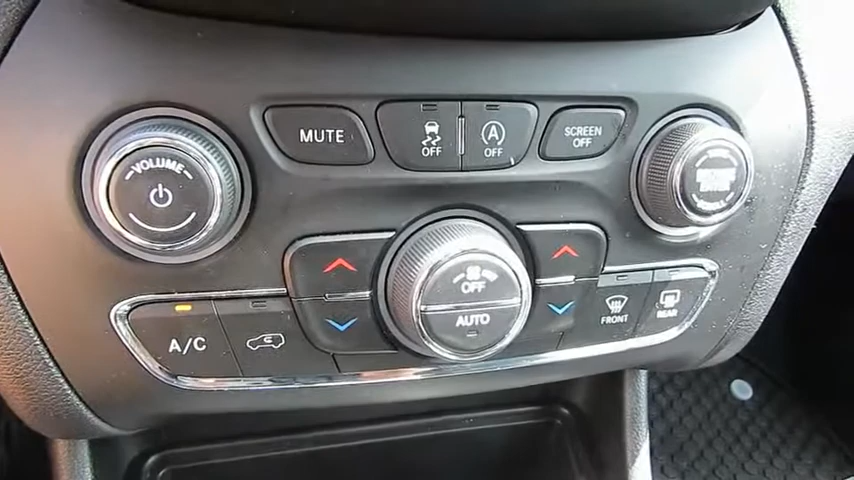 VOLUME
MUTE
OFF
A
OFF
SCREEN
OFF
OFF
AUTO
A/C
FRONT
REAR